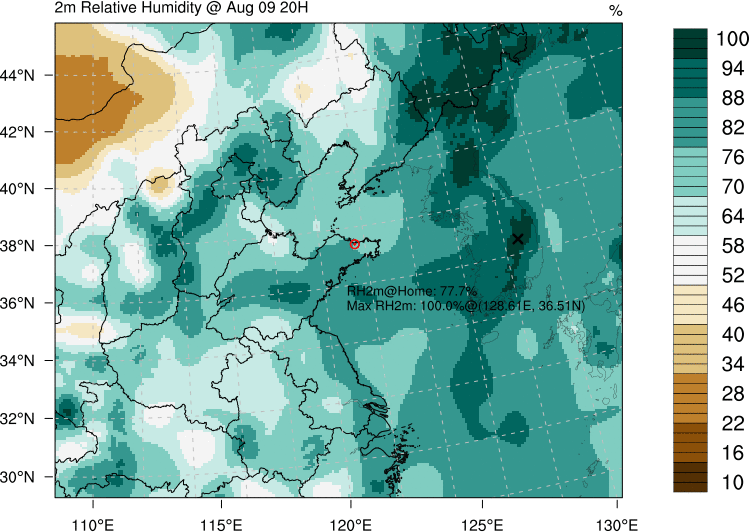 2m Relative Humidity @ Aug 09 20H
%
44°N
42°N
40°N
38°N
36°N
34°N
32°N
30°N
110°E
115°E
120°E
125°E
130°E
RH2m@Home: 77.7%
Max RH2m: 100.0%@(128.61E, 36.51N)
100
94
88
82
76
70
64
58
52
46
40
34
28
22
16
10